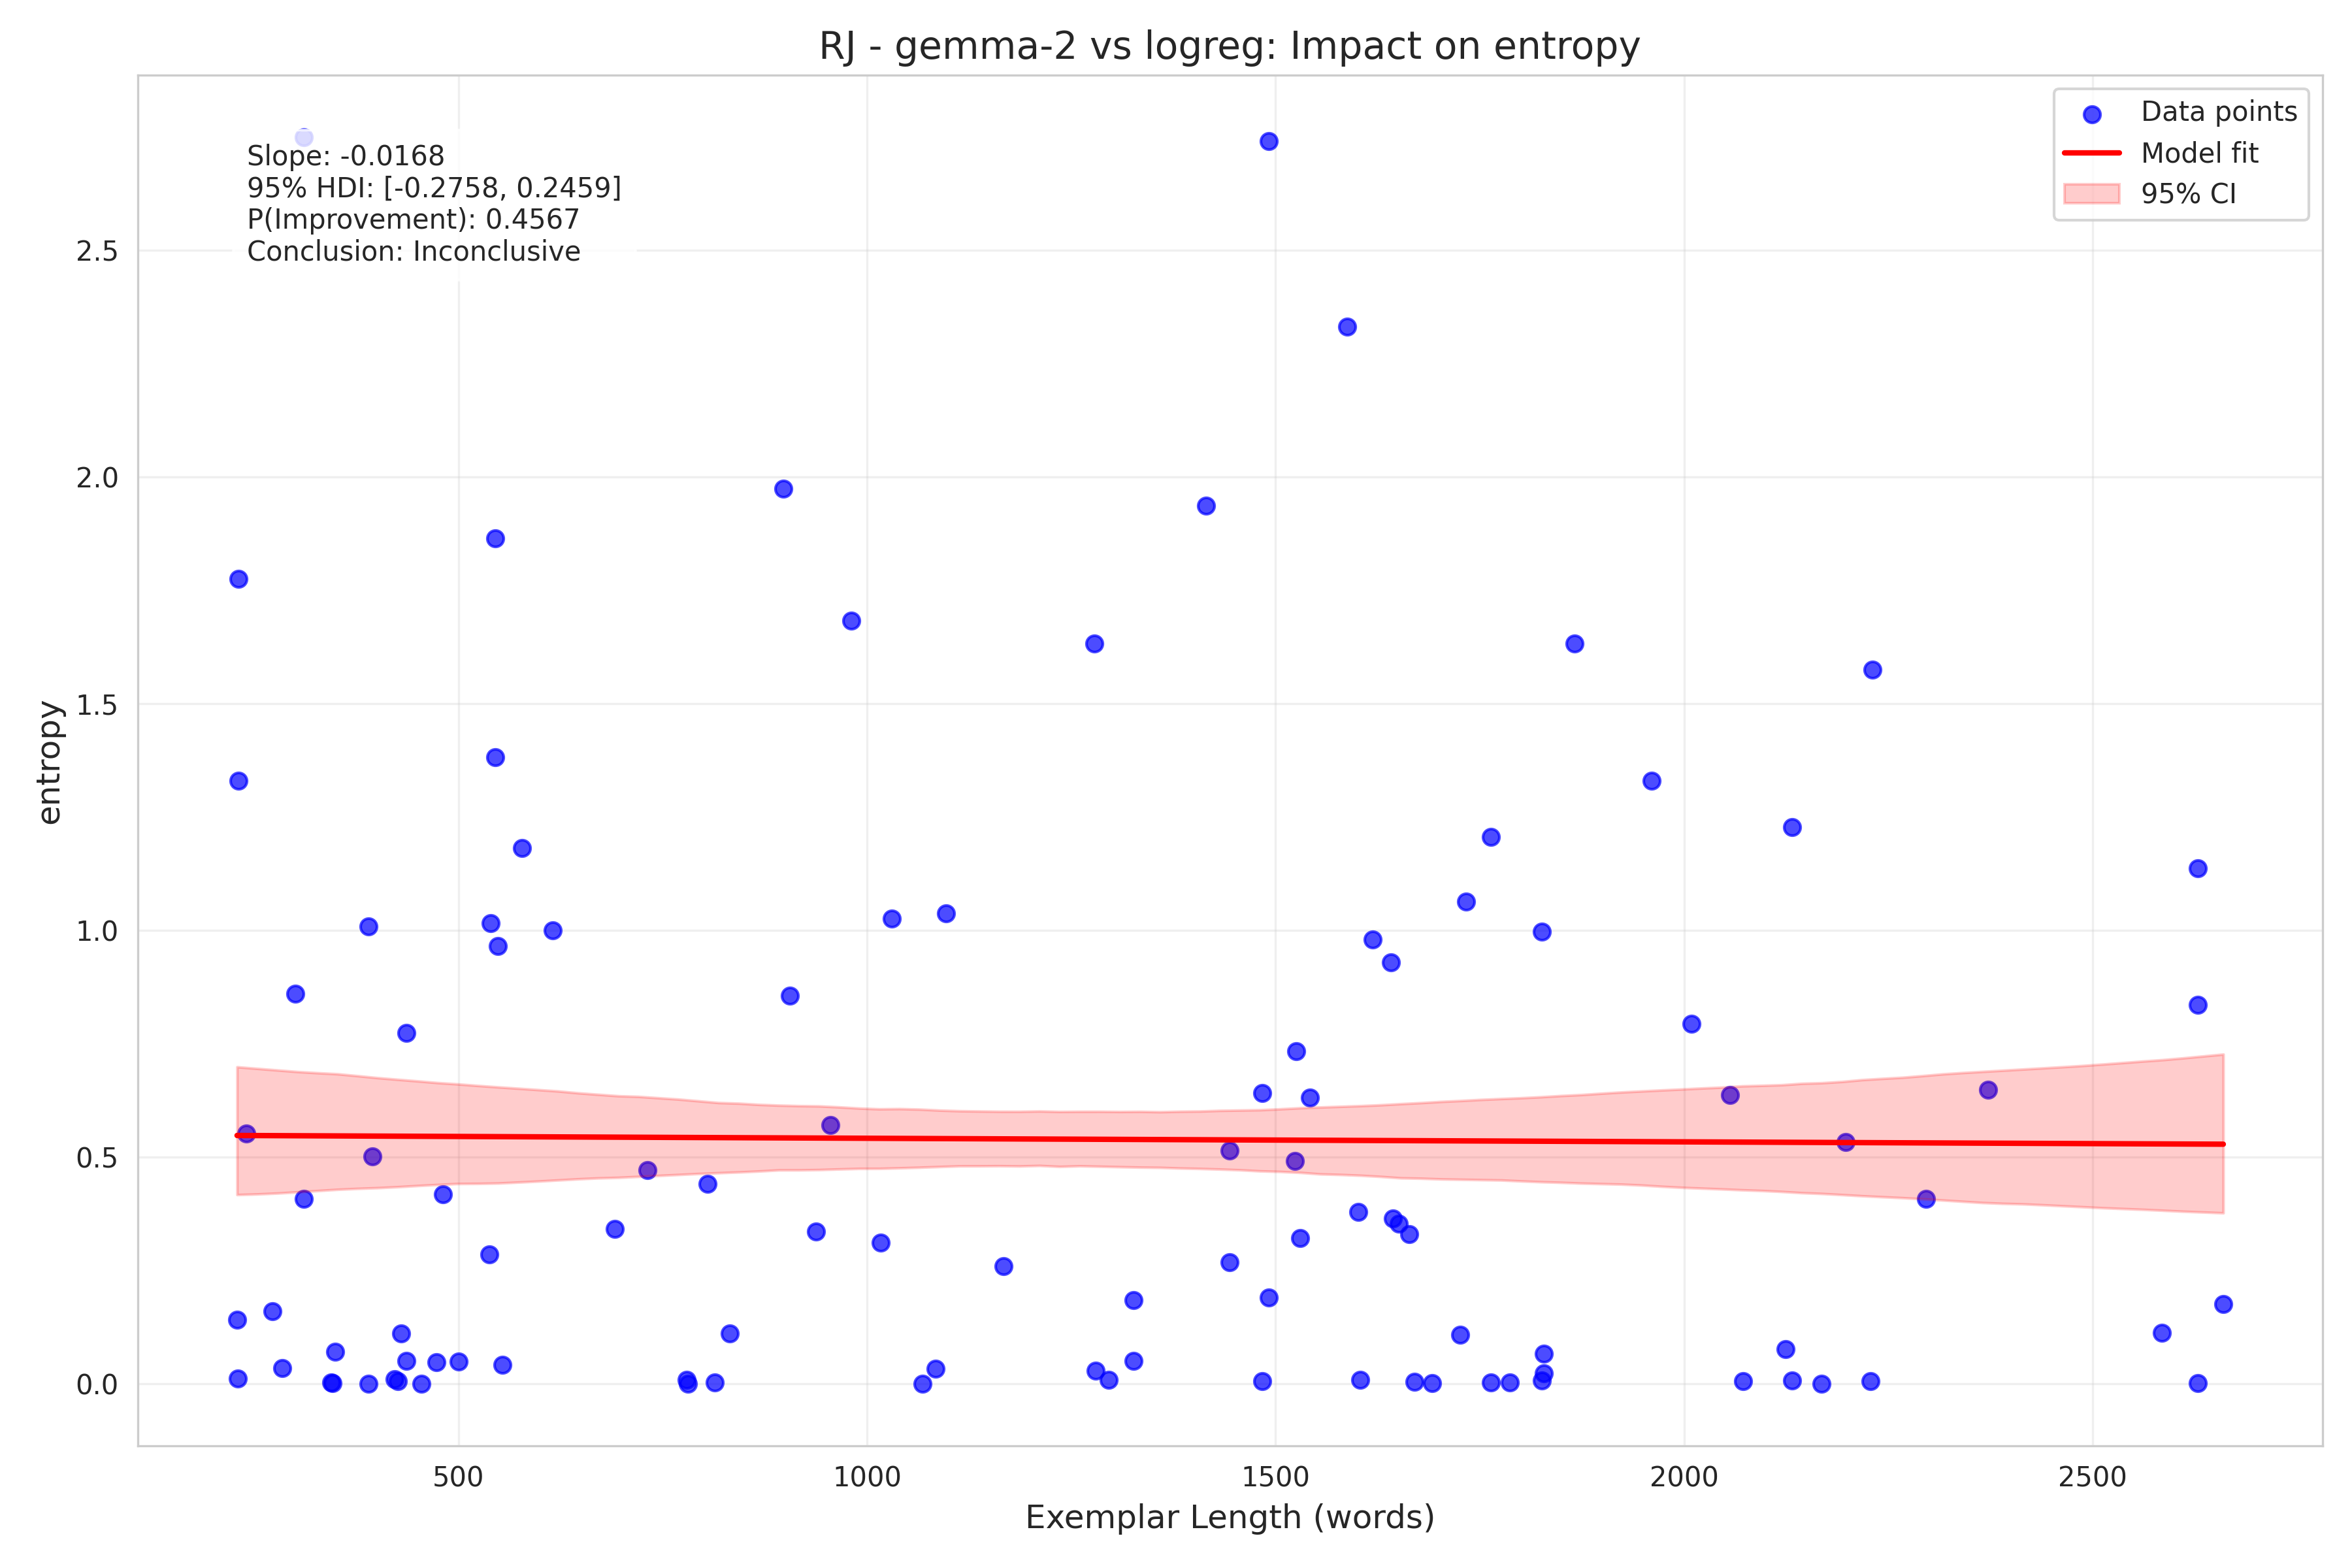 RJ - gemma-2 vs logreg: Impact on entropy
Slope: -0.0168
95% HDI: [-0.2758, 0.2459]
P(Improvement): 0.4567
Conclusion: Inconclusive
Data points
Model fit
95% CI
entropy
2.5
2.0
1.5
1.0
0.5
0.0
500 1000 1500 2000 2500
Exemplar Length (words)